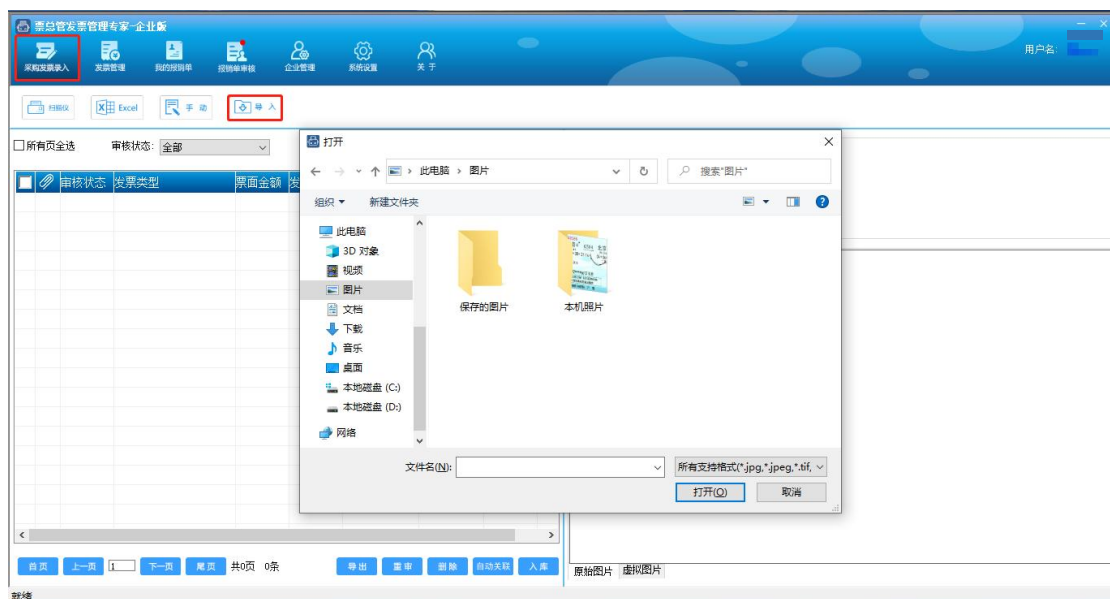 票总管发票管理专家-企业版
采购发票录入 发票管理 我的报销单 报销单审核 企业管理 系统设置 关于
用户名:
扫描仪 Excel 手动 导入
所有页全选 审核状态: 全部
审核状态 发票类型 票面金额 发
打开
此电脑 › 图片 搜索"图片"
组织 新建文件夹
此电脑
3D 对象
视频
图片
文档
下载
音乐
桌面
本地磁盘 (C:)
本地磁盘 (D:)
网络
保存的图片 本机照片
文件名(N): 所有支持格式(*.jpg,*.jpeg,*.tif,
打开(O) 取消
首页 上一页 1 下一页 尾页 共0页 0条 导出 重审 删除 自动关联 入库
原始图片 虚拟图片
就绪